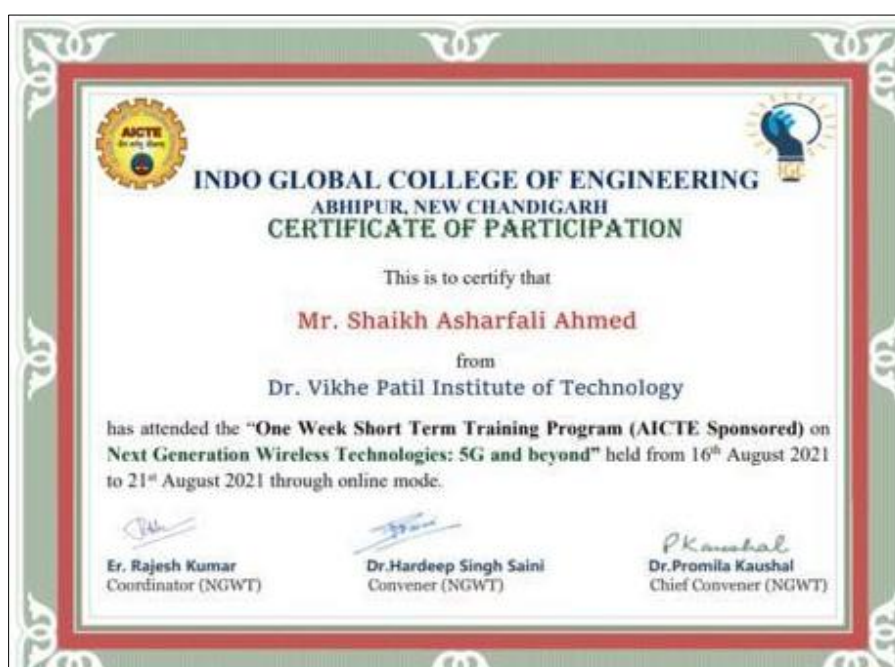 AICTE
IGC
INDO GLOBAL COLLEGE OF ENGINEERING
ABHIPUR, NEW CHANDIGARH
CERTIFICATE OF PARTICIPATION
This is to certify that
Mr. Shaikh Asharfali Ahmed
from
Dr. Vikhe Patil Institute of Technology
has attended the “One Week Short Term Training Program (AICTE Sponsored) on
Next Generation Wireless Technologies: 5G and beyond” held from 16th August 2021
to 21st August 2021 through online mode.
PKaushal
Er. Rajesh Kumar Dr.Hardeep Singh Saini Dr.Promila Kaushal
Coordinator (NGWT) Convener (NGWT) Chief Convener (NGWT)